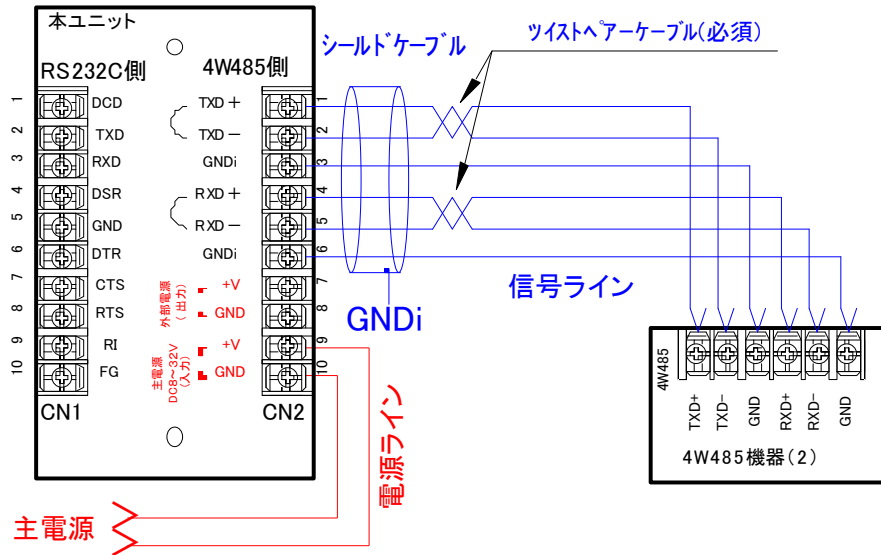 本ユニット
RS232C側
4W485側
シールドケーブル
ツイストペアーケーブル(必須)
1
DCD
TXD+
1
2
TXD
TXD-
2
3
RXD
GNDi
3
4
DSR
RXD+
4
5
GND
RXD-
5
6
DTR
GNDi
6
7
CTS
+V
7
8
RTS
GND
8
外部電源
(出力)
9
RI
+V
9
10
FG
GND
10
主電源
DC8~32V
(入力)
CN1
CN2
GNDi
信号ライン
電源ライン
主電源
4W485
TXD+
TXD-
GND
RXD+
RXD-
GND
4W485機器(2)